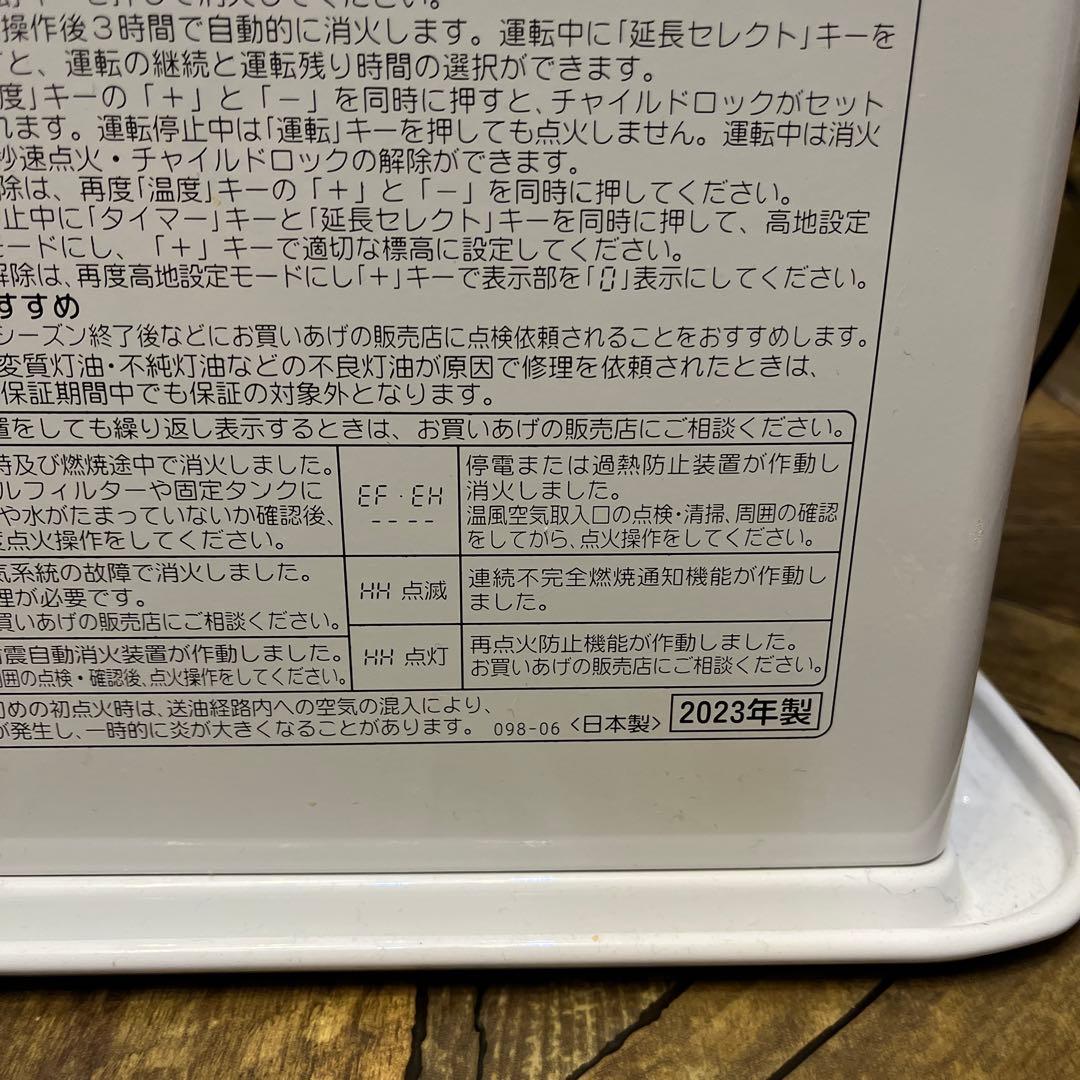 キーを押して消火してください。
操作後3時間で自動的に消火します。運転中に「延長セレクト」キーを
すと、運転の継続と運転残り時間の選択ができます。
度」キーの「＋」と「－」を同時に押すと、チャイルドロックがセット
れます。運転停止中は「運転」キーを押しても点火しません。運転中は消火
秒速点火・チャイルドロックの解除ができます。
除は、再度「温度」キーの「＋」と「－」を同時に押してください。
止中に「タイマー」キーと「延長セレクト」キーを同時に押して、高地設定
モードにし、「＋」キーで適切な標高に設定してください。
解除は、再度高地設定モードにし「＋」キーで表示部を「0」表示にしてください。
すすめ
シーズン終了後などにお買いあげの販売店に点検依頼されることをおすすめします。
変質灯油・不純灯油などの不良灯油が原因で修理を依頼されたときは、
保証期間中でも保証の対象外となります。
置をしても繰り返し表示するときは、お買いあげの販売店にご相談ください。
時及び燃焼途中で消火しました。
ルフィルターや固定タンクに
や水がたまっていないか確認後、
点火操作をしてください。
EF・EH
----
停電または過熱防止装置が作動し
消火しました。
温風空気取入口の点検・清掃、周囲の確認
をしてから、点火操作をしてください。
気系統の故障で消火しました。
理が必要です。
買いあげの販売店にご相談ください。
HH 点滅
連続不完全燃焼通知機能が作動し
ました。
震自動消火装置が作動しました。
囲の点検・確認後、点火操作をしてください。
HH 点灯
再点火防止機能が作動しました。
お買いあげの販売店にご相談ください。
めの初点火時は、送油経路内への空気の混入により、
が発生し、一時的に炎が大きくなることがあります。 098-06 <日本製> 2023年製